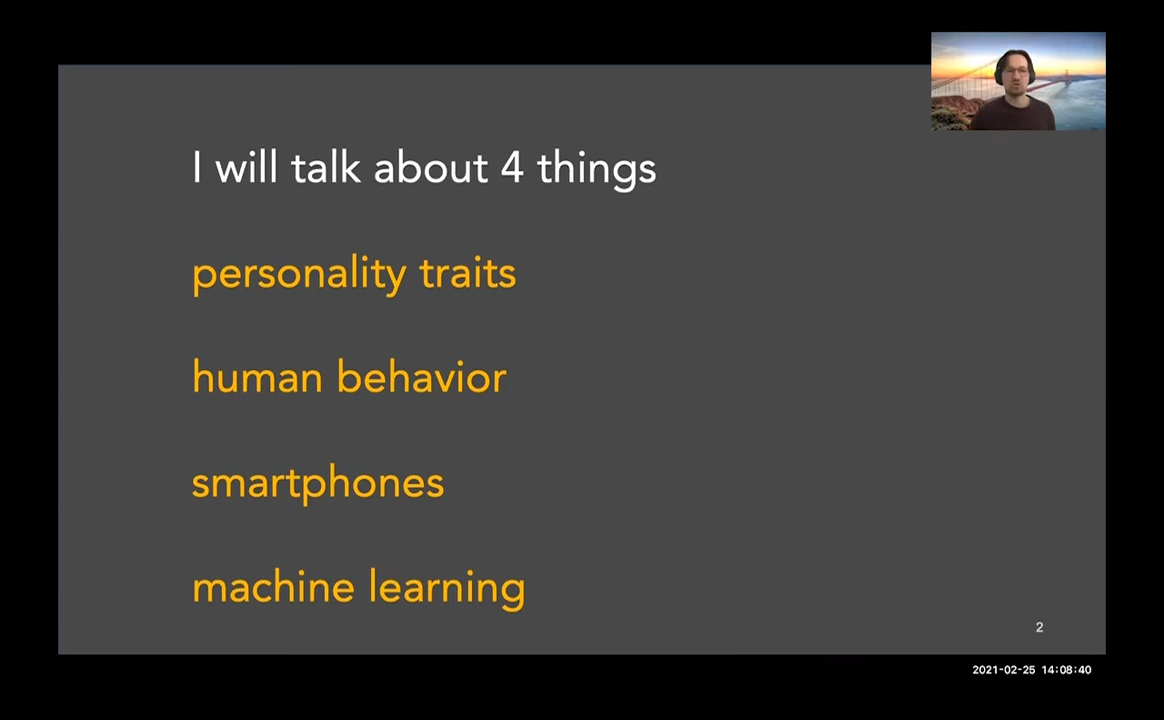 I will talk about 4 things
personality traits
human behavior
smartphones
machine learning
2
2021-02-25 14:08:40